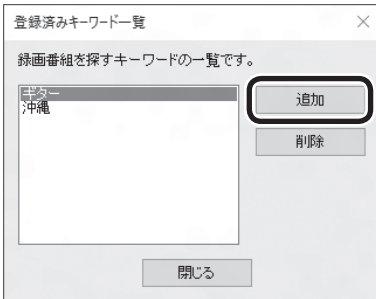 登録済みキーワード一覧
録画番組を探すキーワードの一覧です。
ギター
沖縄
追加
削除
閉じる